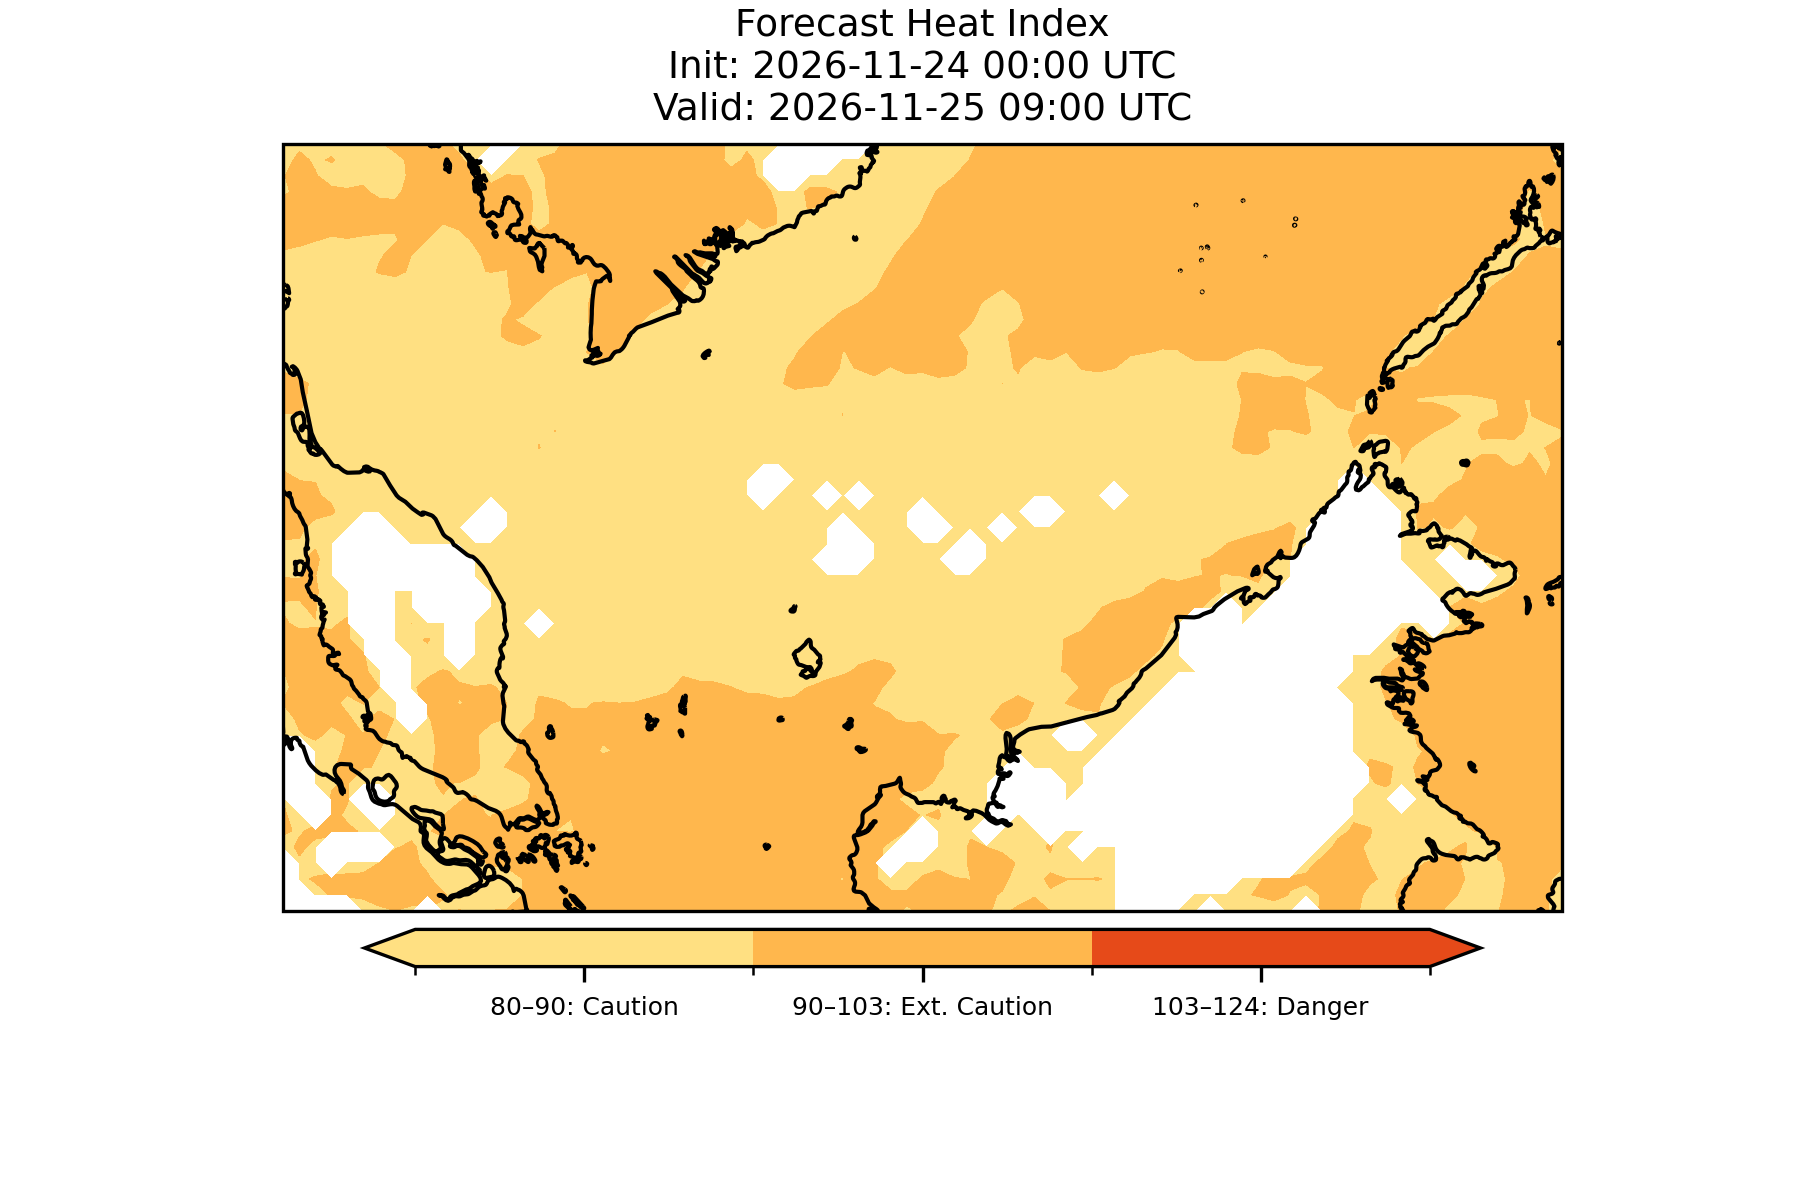 Forecast Heat Index
Init: 2026-11-24 00:00 UTC
Valid: 2026-11-25 09:00 UTC
80–90: Caution
90–103: Ext. Caution
103–124: Danger